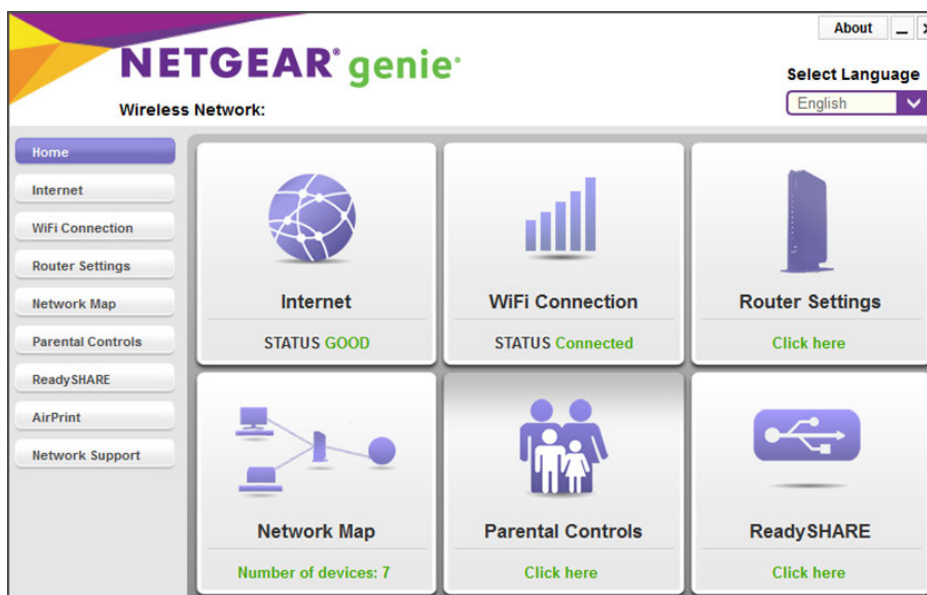 About
NETGEAR® genie®
Select Language
English
Wireless Network:
Home
Internet
WiFi Connection
Router Settings
Network Map
Parental Controls
ReadySHARE
AirPrint
Network Support
Internet
STATUS GOOD
WiFi Connection
STATUS Connected
Router Settings
Click here
Network Map
Number of devices: 7
Parental Controls
Click here
ReadySHARE
Click here